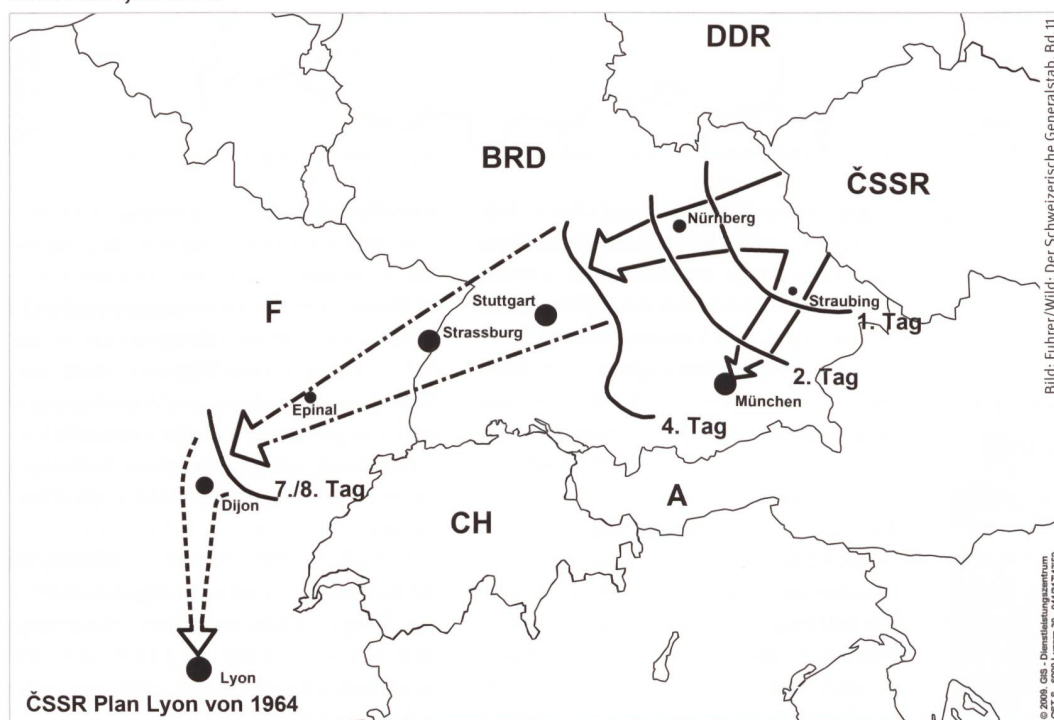 DDR
BRD
ČSSR
Nürnberg
F
Stuttgart
Straubing
Strassburg
1. Tag
2. Tag
Epinal
München
4. Tag
7./8. Tag
Dijon
CH
A
Lyon
ČSSR Plan Lyon von 1964
Bild: Fuhrer/Wild: Der Schweizerische Generalstab, Bd 11
© 2009, GIS - Dienstleistungszentrum